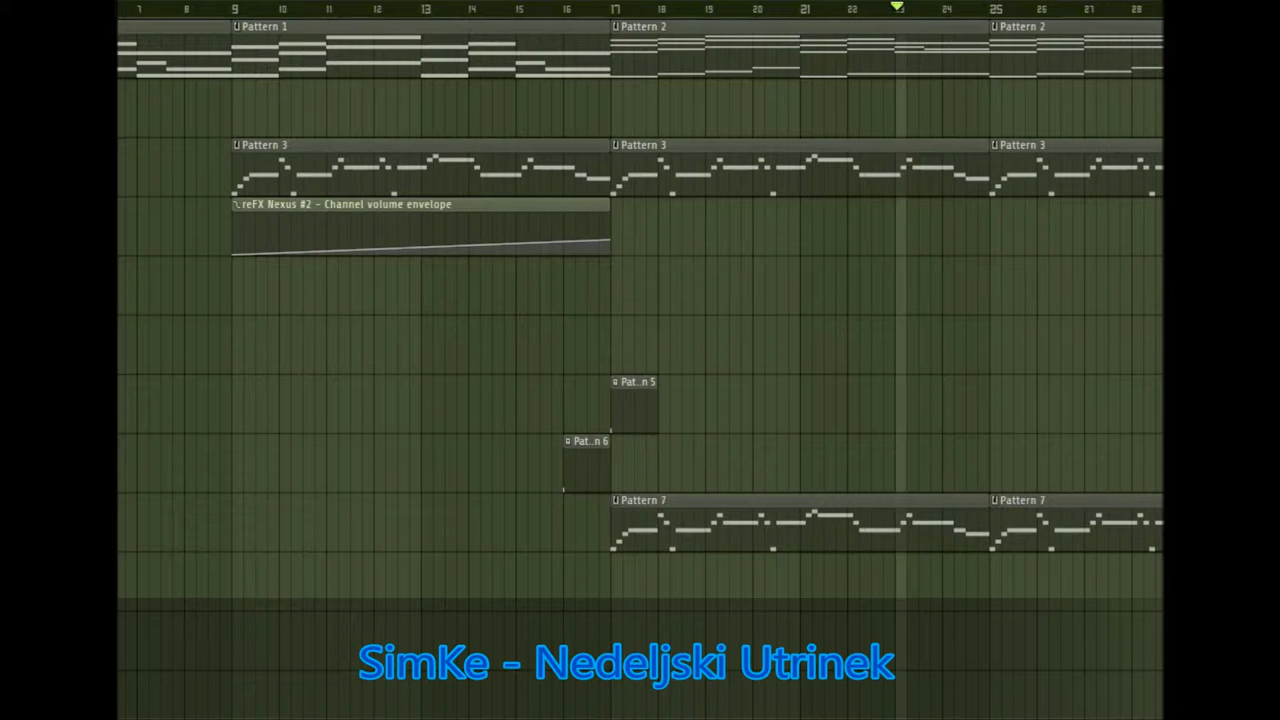 7 8 9 10 11 12 13 14 15 16 17 18 19 20 21 22 23 24 25 26 27 28
Pattern 1 Pattern 2 Pattern 2
Pattern 3 Pattern 3 Pattern 3
reFX Nexus #2 - Channel volume envelope
Pat..n 5
Pat..n 6
Pattern 7 Pattern 7
SimKe - Nedeljski Utrinek